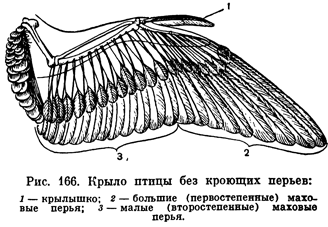 1
3
2
Рис. 166. Крыло птицы без кроющих перьев:
1 — крылышко; 2 — большие (первостепенные) махо-
вые перья; 3 — малые (второстепенные) маховые
перья.